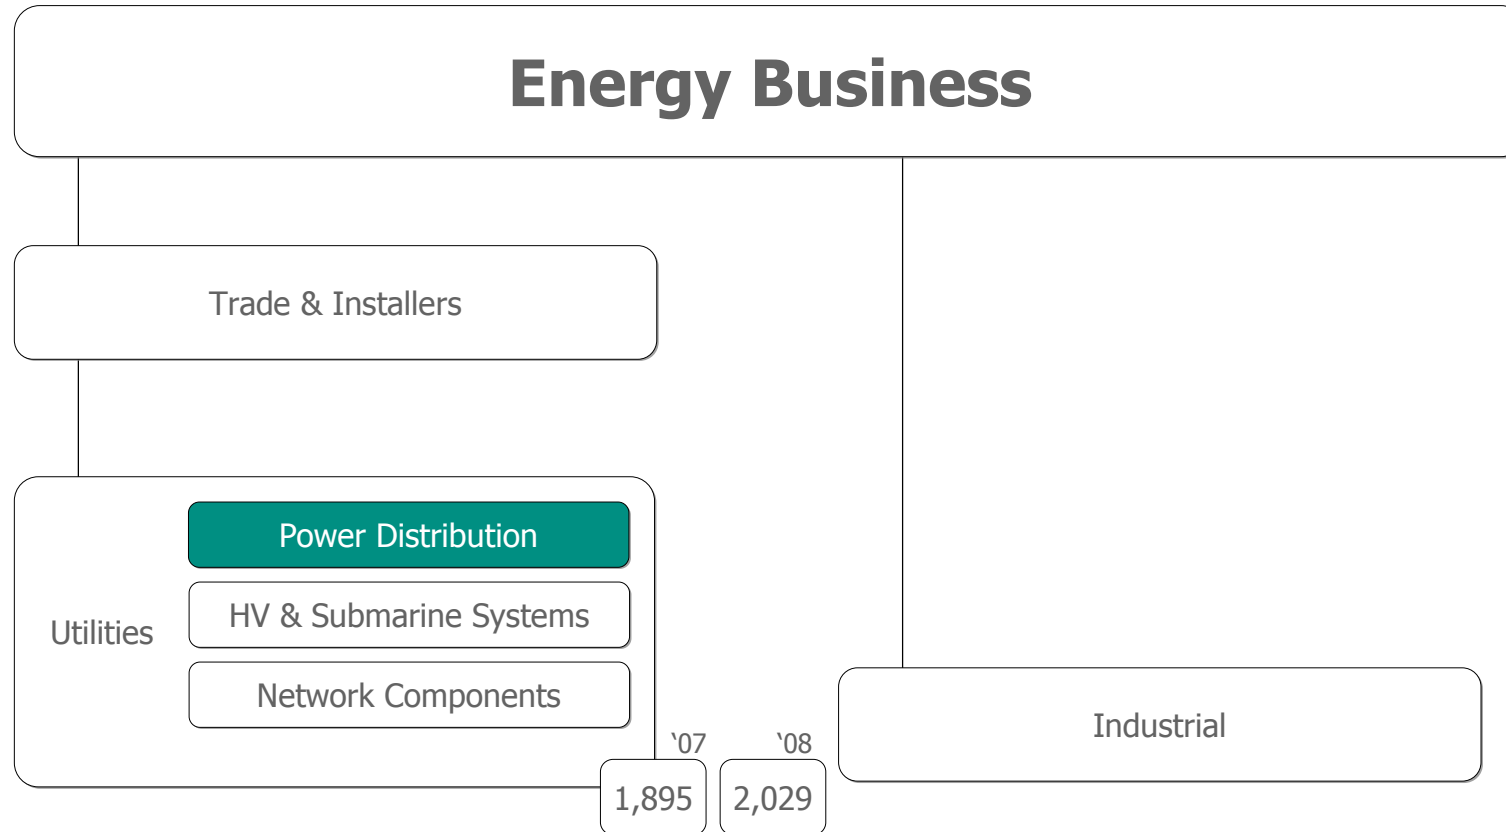 Energy Business
Trade & Installers
Power Distribution
HV & Submarine Systems
Utilities
Network Components
Industrial
‘07 ‘08
1,895 2,029